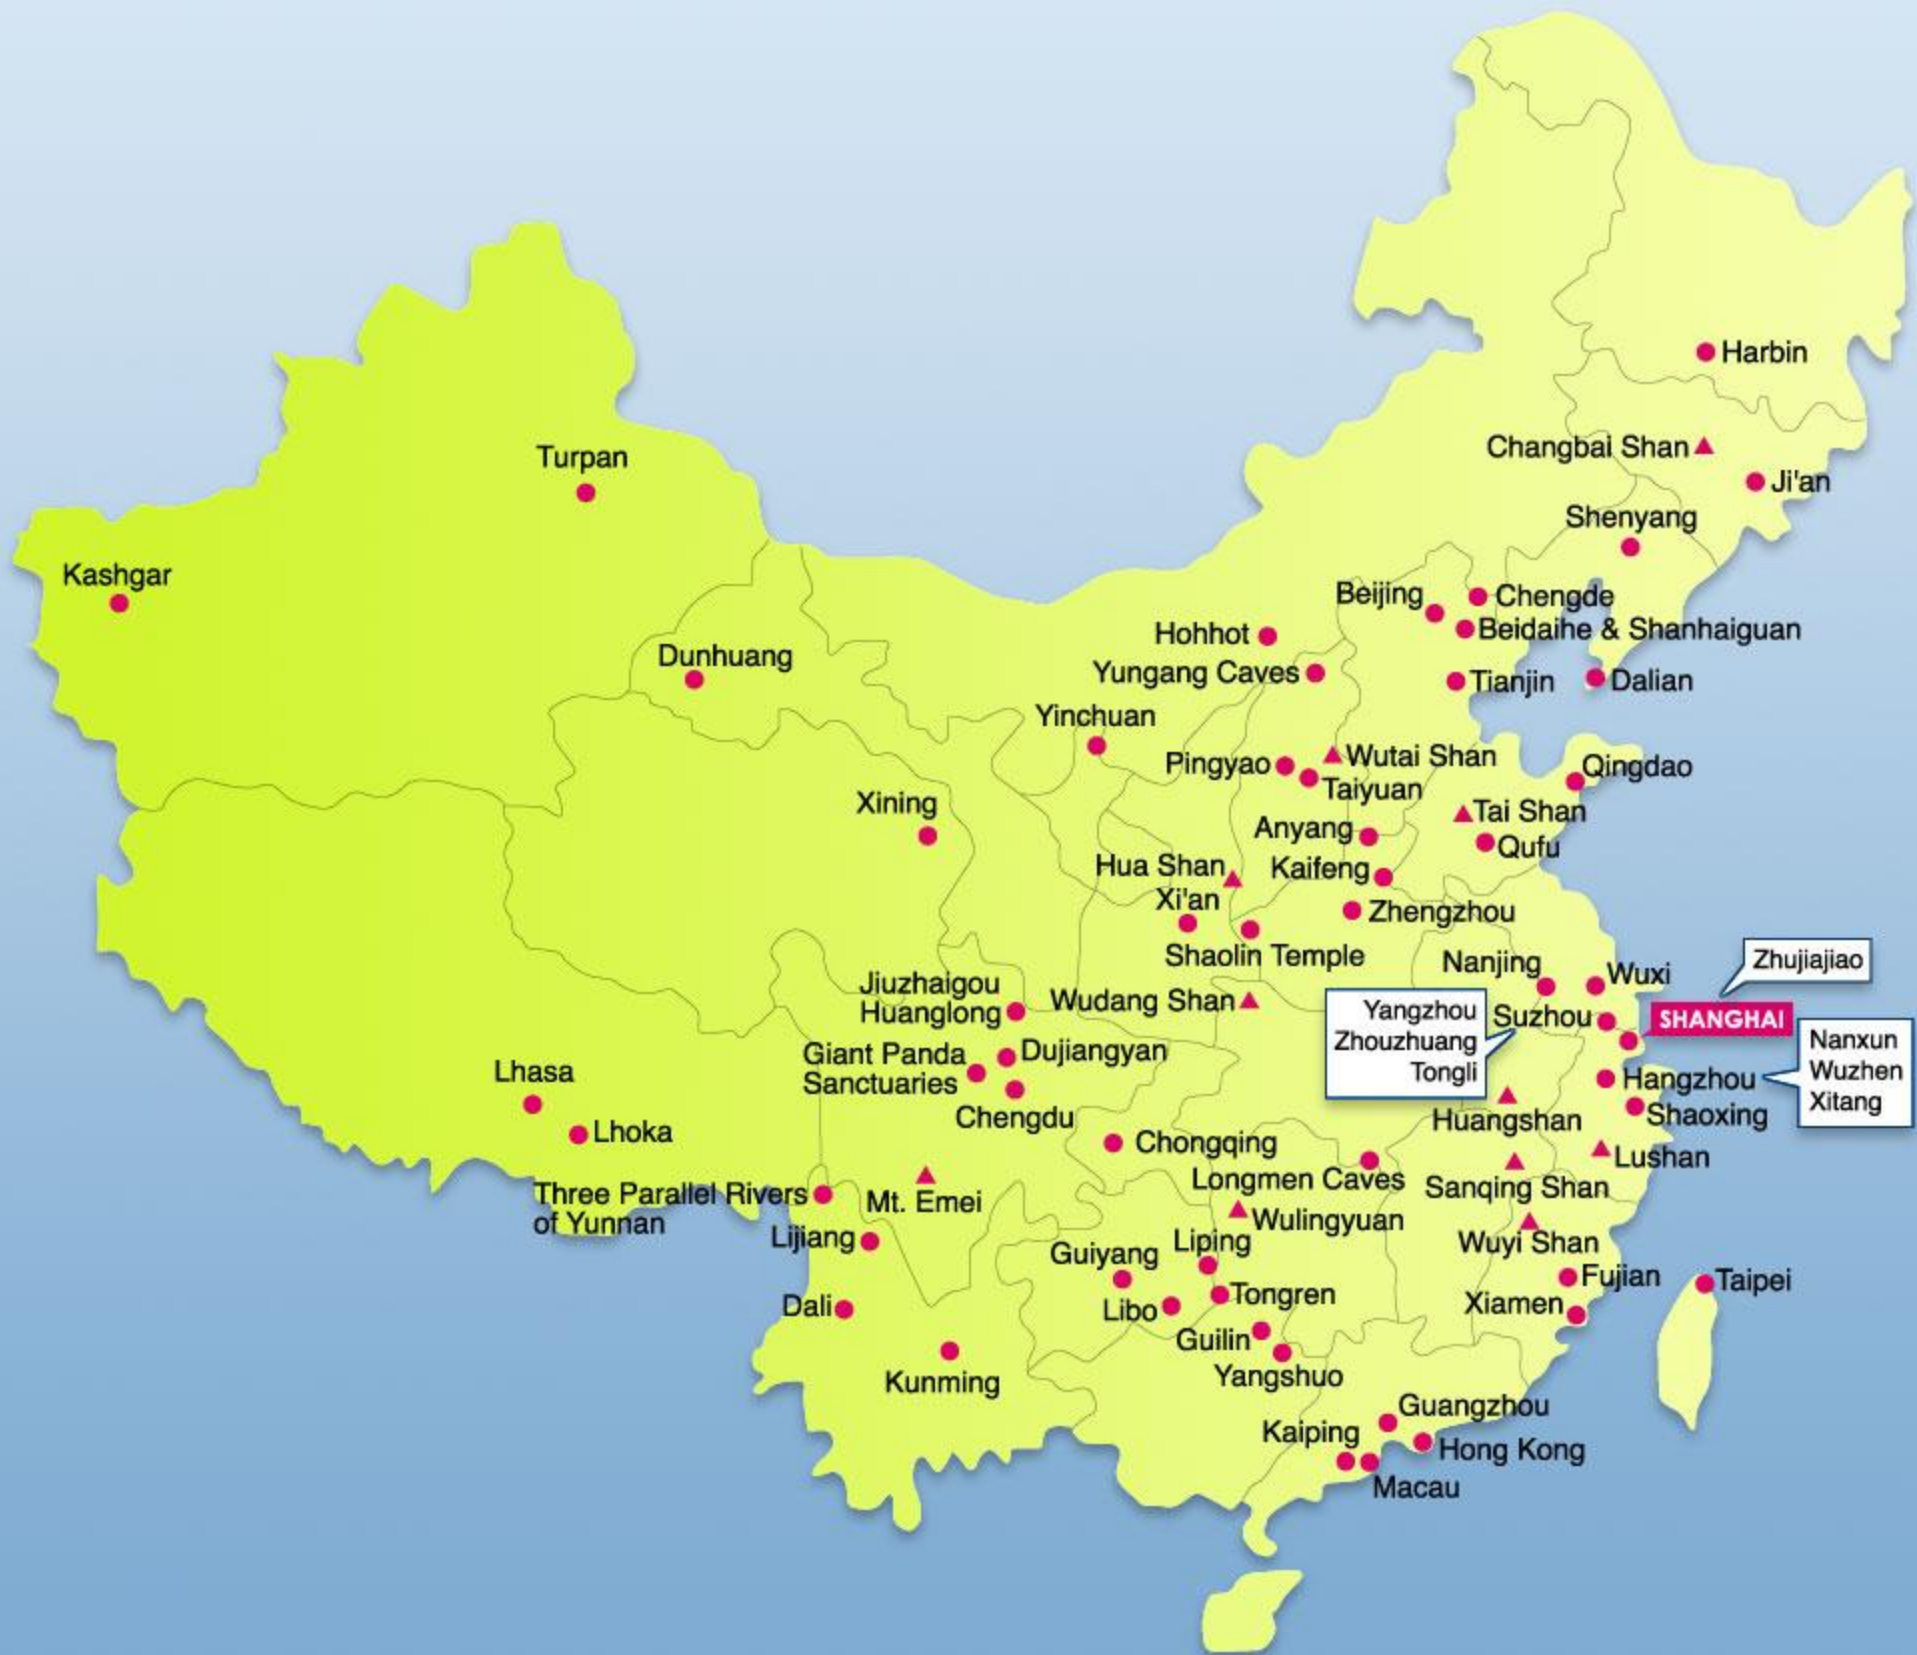 Harbin
Changbai Shan
Turpan
Ji'an
Shenyang
Kashgar
Beijing
Chengde
Hohhot
Beidaihe & Shanhaiguan
Dunhuang
Yungang Caves
Tianjin
Dalian
Yinchuan
Wutai Shan
Pingyao
Qingdao
Taiyuan
Xining
Tai Shan
Anyang
Qufu
Hua Shan
Kaifeng
Xi'an
Zhengzhou
Shaolin Temple
Nanjing
Zhujiajiao
Wuxi
Jiuzhaigou
Huanglong
Wudang Shan
Yangzhou
Zhouzhuang
Tongli
Suzhou
SHANGHAI
Nanxun
Wuzhen
Xitang
Giant Panda
Sanctuaries
Dujiangyan
Lhasa
Hangzhou
Chengdu
Huangshan
Shaoxing
Lhoka
Chongqing
Lushan
Longmen Caves
Sanqing Shan
Three Parallel Rivers
of Yunnan
Mt. Emei
Wulingyuan
Lijiang
Liping
Wuyi Shan
Guiyang
Fujian
Taipei
Dali
Libo
Tongren
Xiamen
Guilin
Yangshuo
Kunming
Guangzhou
Kaiping
Hong Kong
Macau